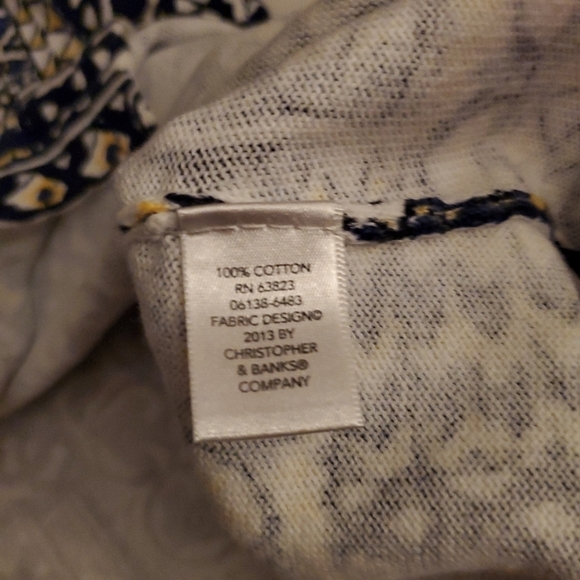 100% COTTON
RN 63823
06138-6483
FABRIC DESIGN©
2013 BY
CHRISTOPHER
& BANKS®
COMPANY